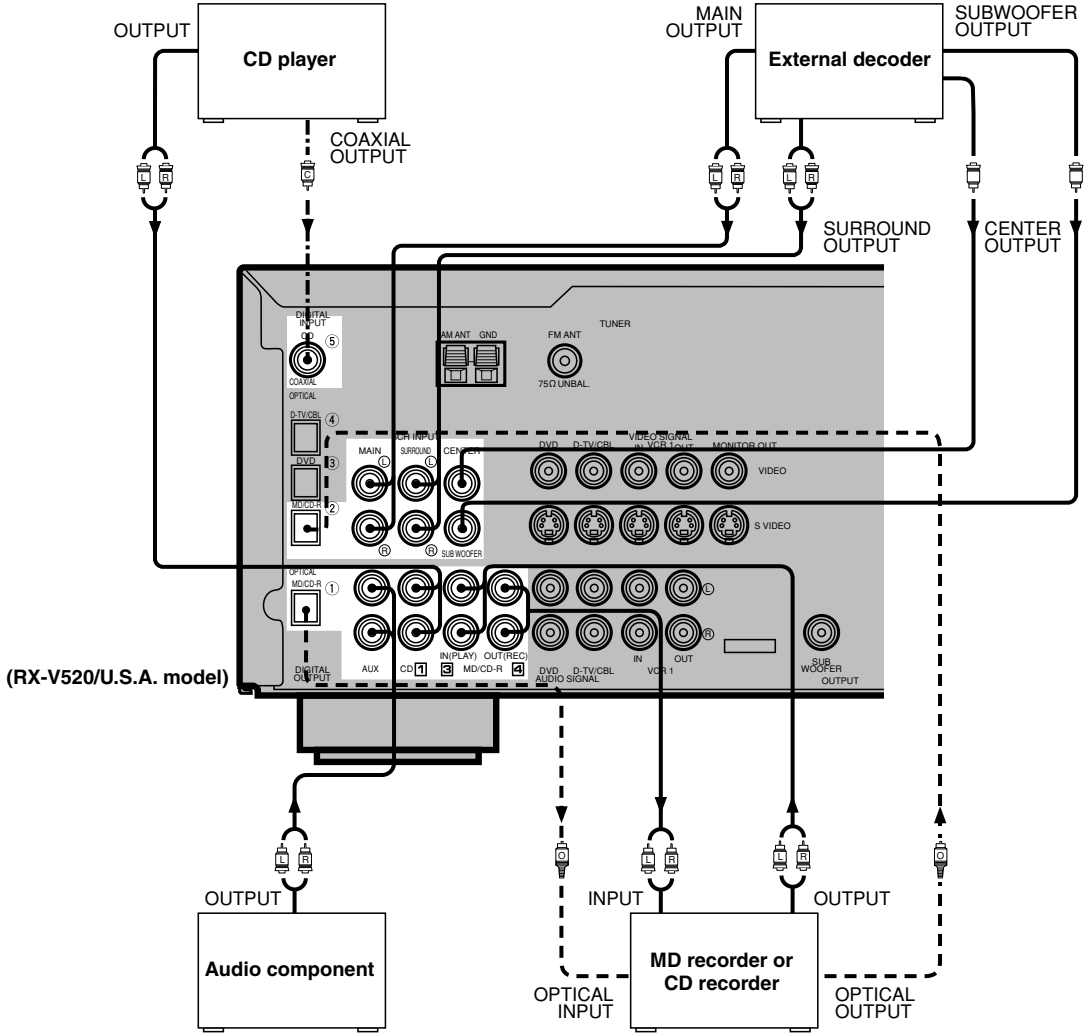 OUTPUT
CD player
MAIN
OUTPUT
External decoder
SUBWOOFER
OUTPUT
COAXIAL
OUTPUT
L R
C
L R
L R
SURROUND
OUTPUT
CENTER
OUTPUT
DIGITAL
INPUT
CD
⑤
COAXIAL
TUNER
AM ANT GND
FM ANT
75Ω UNBAL.
OPTICAL
D-TV/CBL
④
DVD
③
MD/CD-R
②
6CH INPUT
MAIN
SURROUND
CENTER
L
L
R
R
SUB WOOFER
VIDEO SIGNAL
DVD
D-TV/CBL
IN VCR 1 OUT
MONITOR OUT
VIDEO
S VIDEO
OPTICAL
MD/CD-R
①
DIGITAL
OUTPUT
L
R
AUX
CD 1
IN(PLAY)
3 MD/CD-R 4
OUT(REC)
DVD
D-TV/CBL
AUDIO SIGNAL
IN
VCR 1
OUT
SUB
WOOFER
OUTPUT
(RX-V520/U.S.A. model)
L R
O
L R
L R
O
OUTPUT
Audio component
INPUT
OUTPUT
MD recorder or
CD recorder
OPTICAL
INPUT
OPTICAL
OUTPUT